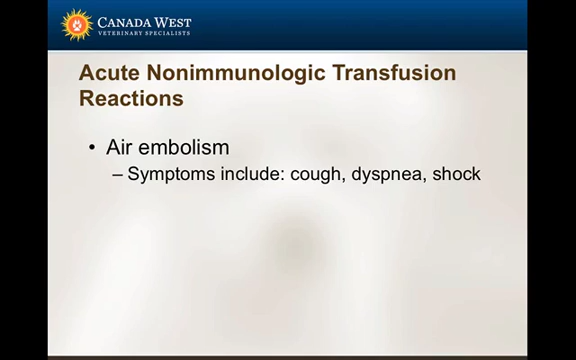 CANADA WEST
VETERINARY SPECIALISTS
Acute Nonimmunologic Transfusion
Reactions
• Air embolism
– Symptoms include: cough, dyspnea, shock